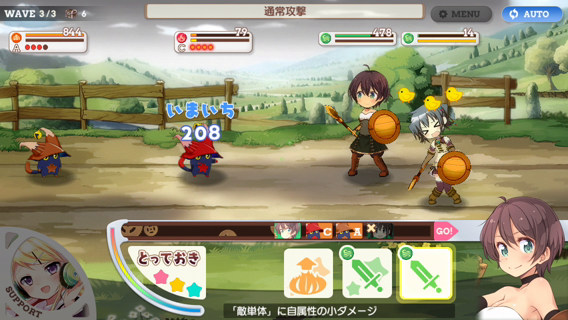 WAVE 3/3 6
通常攻撃
MENU
AUTO
844
A
79
C
478
14
いまいち
208
C
A
GO!
とっておき
SUPPORT
「敵単体」に自属性の小ダメージ